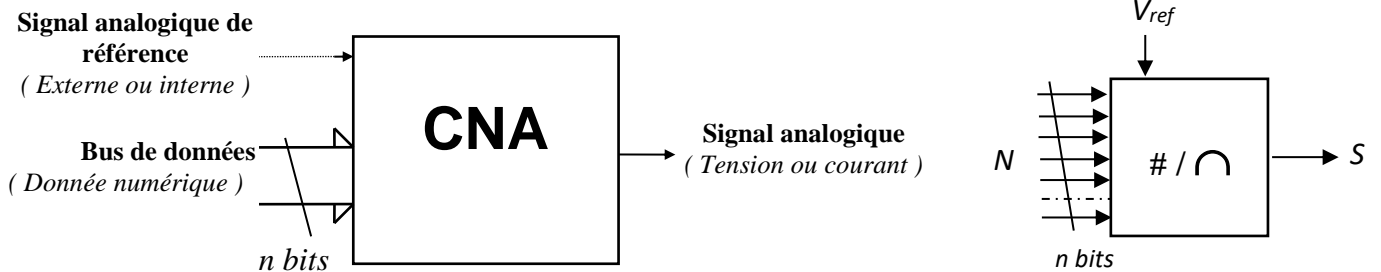 Signal analogique de
référence
( Externe ou interne )
Bus de données
( Donnée numérique )
n bits
CNA
Signal analogique
( Tension ou courant )
Vref
N
# / ∩
S
n bits